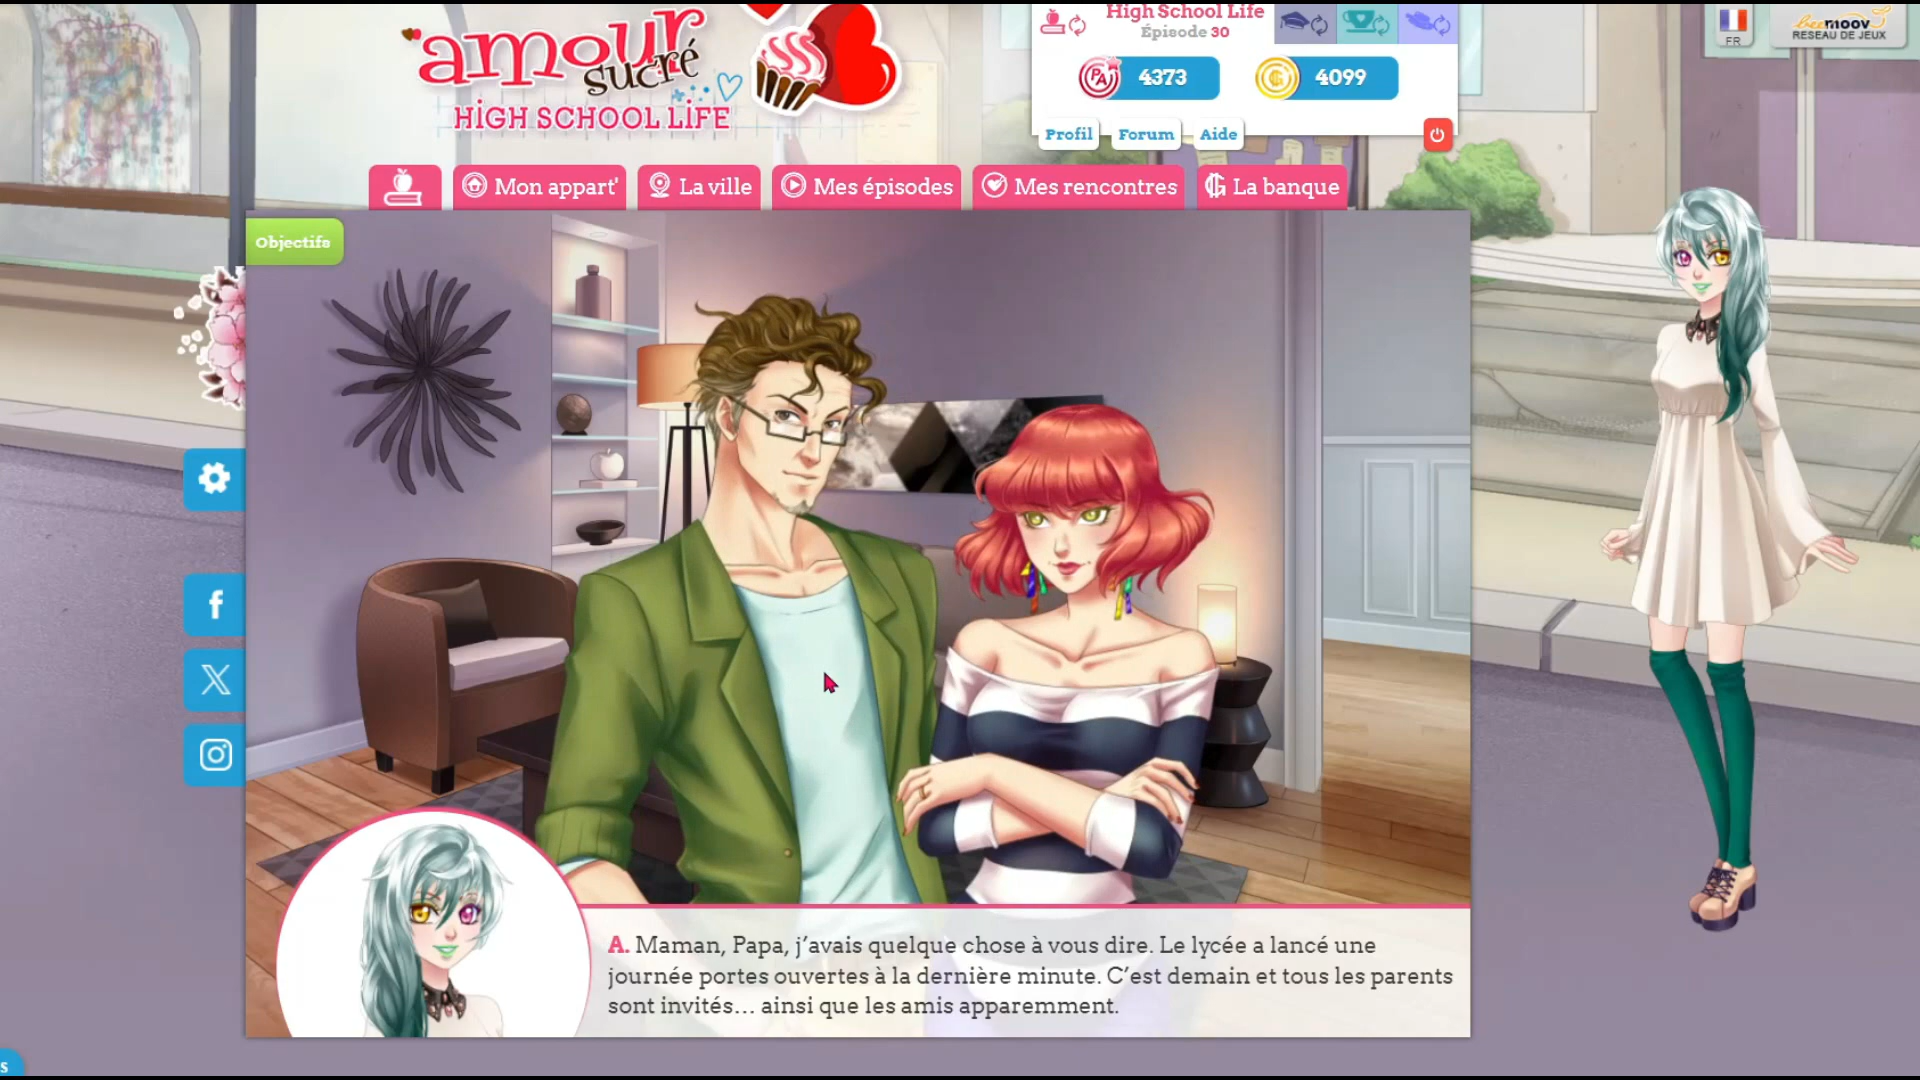 amour
sucré
HiGH SCHOOL LiFE
High School Life
Épisode 30
PA
4373
4099
Profil
Forum
Aide
FR
beemoov
RESEAU DE JEUX
Mon appart'
La ville
Mes épisodes
Mes rencontres
La banque
Objectifs
A. Maman, Papa, j'avais quelque chose à vous dire. Le lycée a lancé une
journée portes ouvertes à la dernière minute. C'est demain et tous les parents
sont invités... ainsi que les amis apparemment.
s